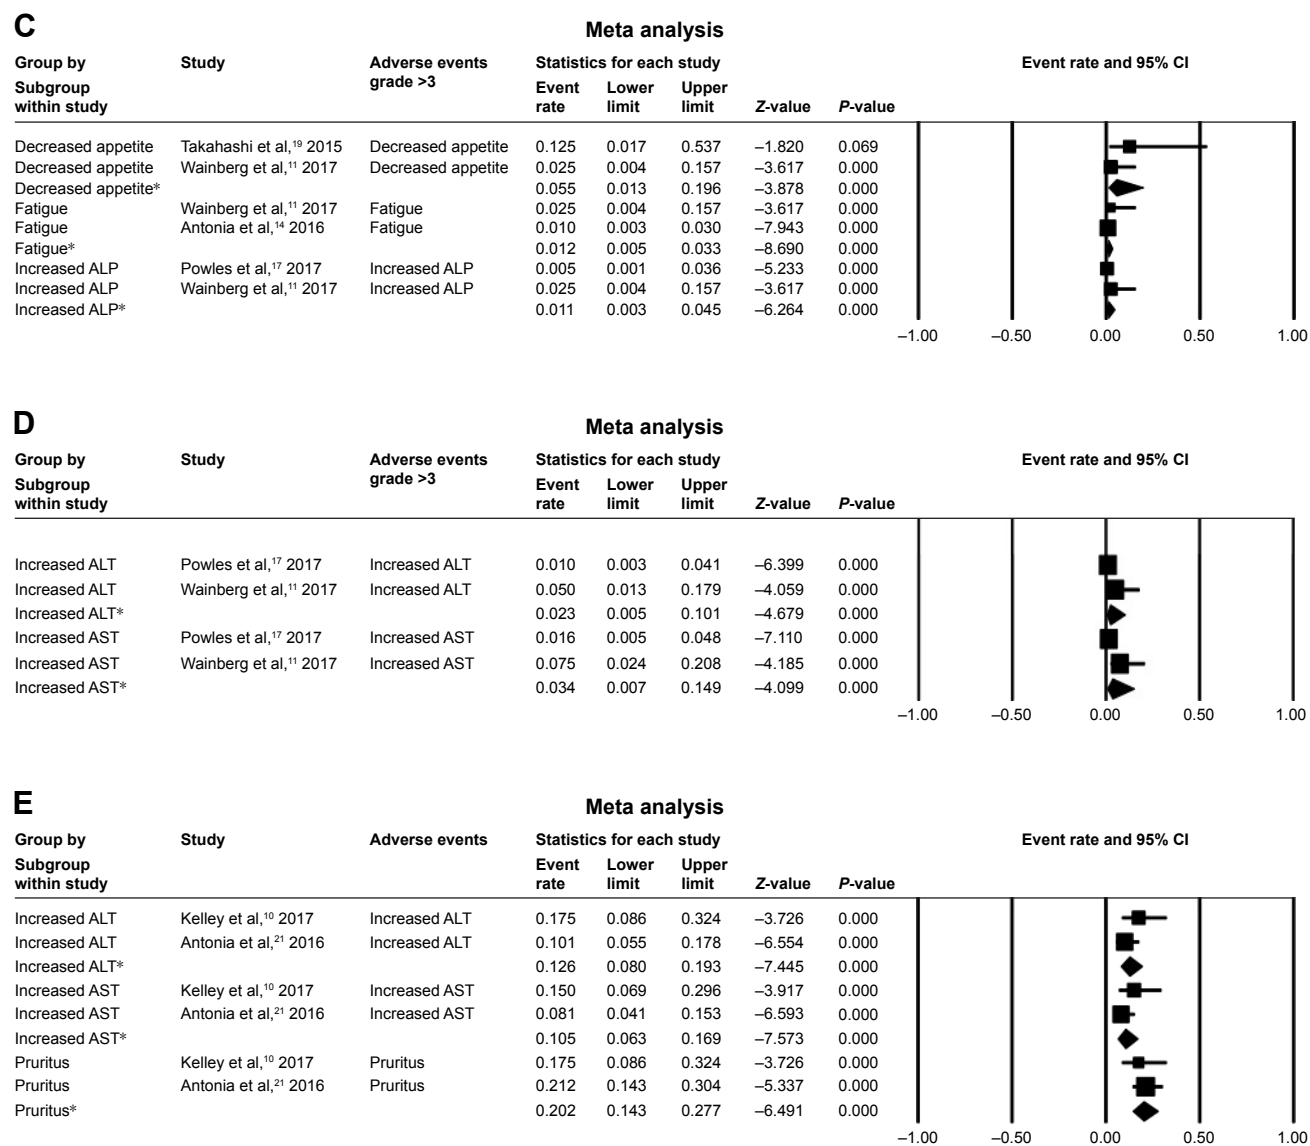 C
Meta analysis
Group by Study Adverse events Statistics for each study Event rate and 95% CI
Subgroup grade >3 Event Lower Upper
within study rate limit limit Z-value P-value
Decreased appetite Takahashi et al,¹⁹ 2015 Decreased appetite 0.125 0.017 0.537 –1.820 0.069
Decreased appetite Wainberg et al,¹¹ 2017 Decreased appetite 0.025 0.004 0.157 –3.617 0.000
Decreased appetite* 0.055 0.013 0.196 –3.878 0.000
Fatigue Wainberg et al,¹¹ 2017 Fatigue 0.025 0.004 0.157 –3.617 0.000
Fatigue Antonia et al,¹⁴ 2016 Fatigue 0.010 0.003 0.030 –7.943 0.000
Fatigue* 0.012 0.005 0.033 –8.690 0.000
Increased ALP Powles et al,¹⁷ 2017 Increased ALP 0.005 0.001 0.036 –5.233 0.000
Increased ALP Wainberg et al,¹¹ 2017 Increased ALP 0.025 0.004 0.157 –3.617 0.000
Increased ALP* 0.011 0.003 0.045 –6.264 0.000
–1.00 –0.50 0.00 0.50 1.00
D
Meta analysis
Group by Study Adverse events Statistics for each study Event rate and 95% CI
Subgroup grade >3 Event Lower Upper
within study rate limit limit Z-value P-value
Increased ALT Powles et al,¹⁷ 2017 Increased ALT 0.010 0.003 0.041 –6.399 0.000
Increased ALT Wainberg et al,¹¹ 2017 Increased ALT 0.050 0.013 0.179 –4.059 0.000
Increased ALT* 0.023 0.005 0.101 –4.679 0.000
Increased AST Powles et al,¹⁷ 2017 Increased AST 0.016 0.005 0.048 –7.110 0.000
Increased AST Wainberg et al,¹¹ 2017 Increased AST 0.075 0.024 0.208 –4.185 0.000
Increased AST* 0.034 0.007 0.149 –4.099 0.000
–1.00 –0.50 0.00 0.50 1.00
E
Meta analysis
Group by Study Adverse events Statistics for each study Event rate and 95% CI
Subgroup Event Lower Upper
within study rate limit limit Z-value P-value
Increased ALT Kelley et al,¹⁰ 2017 Increased ALT 0.175 0.086 0.324 –3.726 0.000
Increased ALT Antonia et al,²¹ 2016 Increased ALT 0.101 0.055 0.178 –6.554 0.000
Increased ALT* 0.126 0.080 0.193 –7.445 0.000
Increased AST Kelley et al,¹⁰ 2017 Increased AST 0.150 0.069 0.296 –3.917 0.000
Increased AST Antonia et al,²¹ 2016 Increased AST 0.081 0.041 0.153 –6.593 0.000
Increased AST* 0.105 0.063 0.169 –7.573 0.000
Pruritus Kelley et al,¹⁰ 2017 Pruritus 0.175 0.086 0.324 –3.726 0.000
Pruritus Antonia et al,²¹ 2016 Pruritus 0.212 0.143 0.304 –5.337 0.000
Pruritus* 0.202 0.143 0.277 –6.491 0.000
–1.00 –0.50 0.00 0.50 1.00